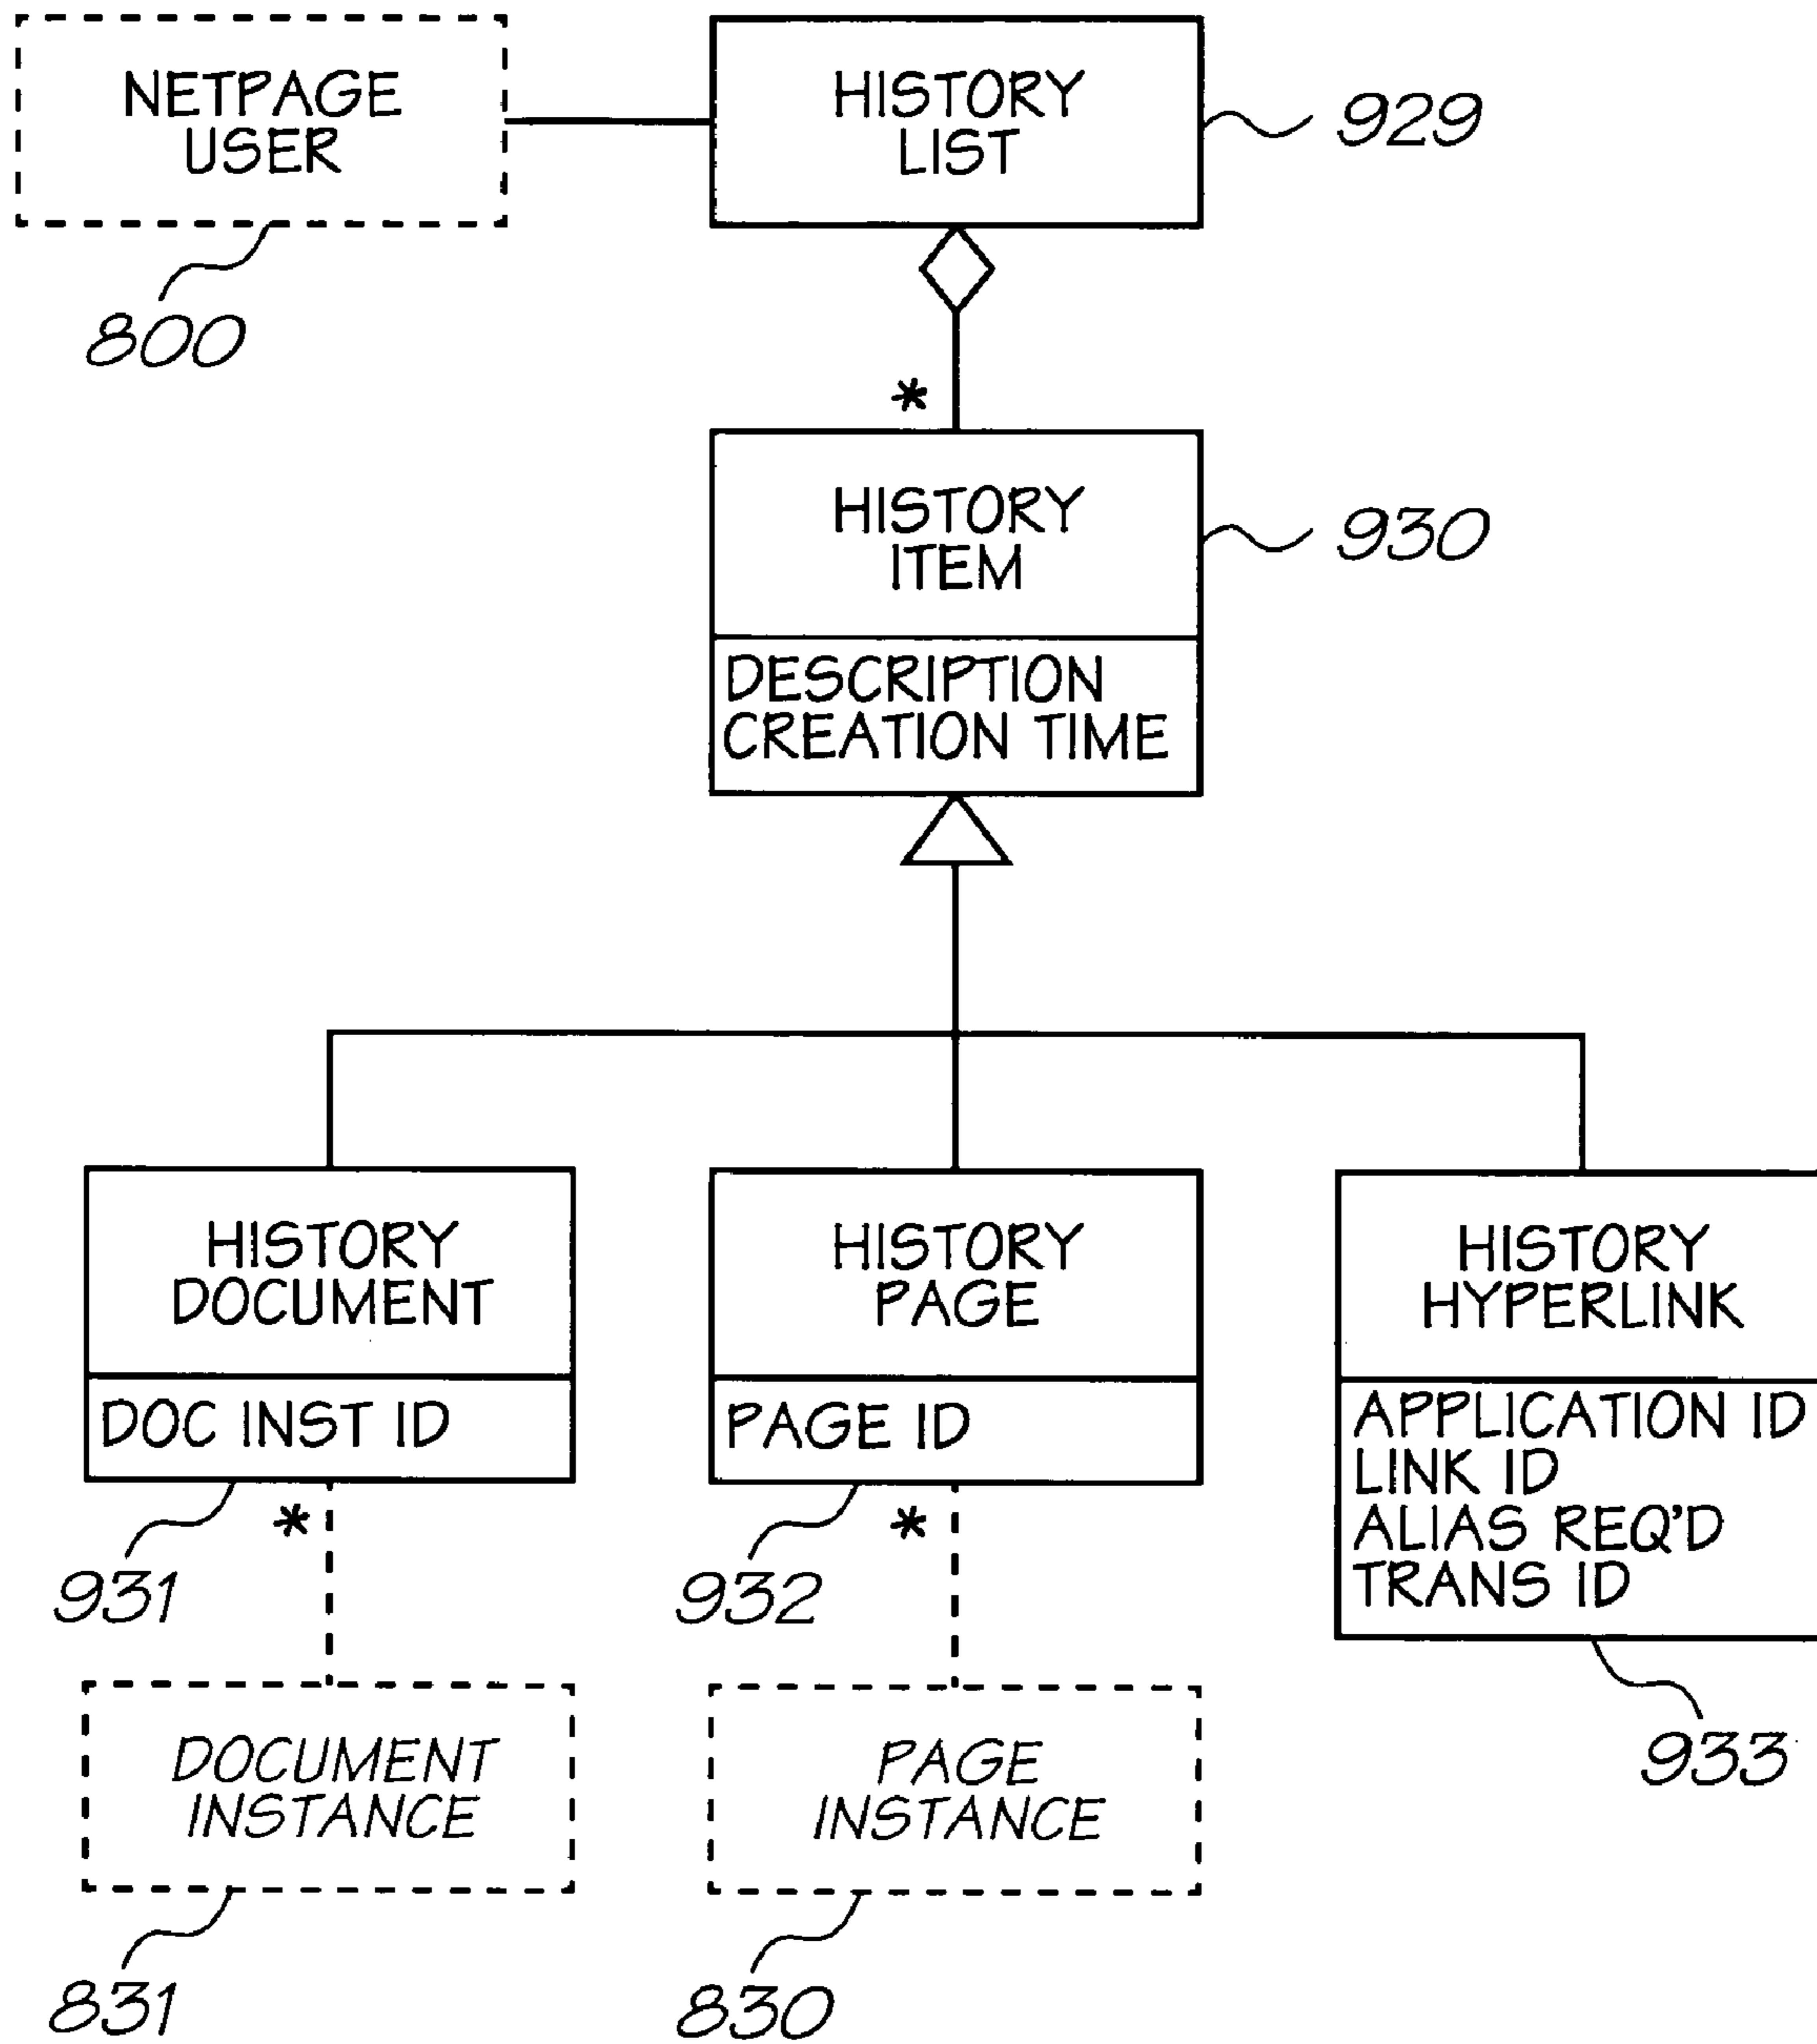 NETPAGE
USER
HISTORY
LIST
929
800
*
HISTORY
ITEM
930
DESCRIPTION
CREATION TIME
HISTORY
DOCUMENT
HISTORY
PAGE
HISTORY
HYPERLINK
DOC INST ID
PAGE ID
APPLICATION ID
LINK ID
ALIAS REQ'D
TRANS ID
*
*
931
932
933
DOCUMENT
INSTANCE
PAGE
INSTANCE
831
830